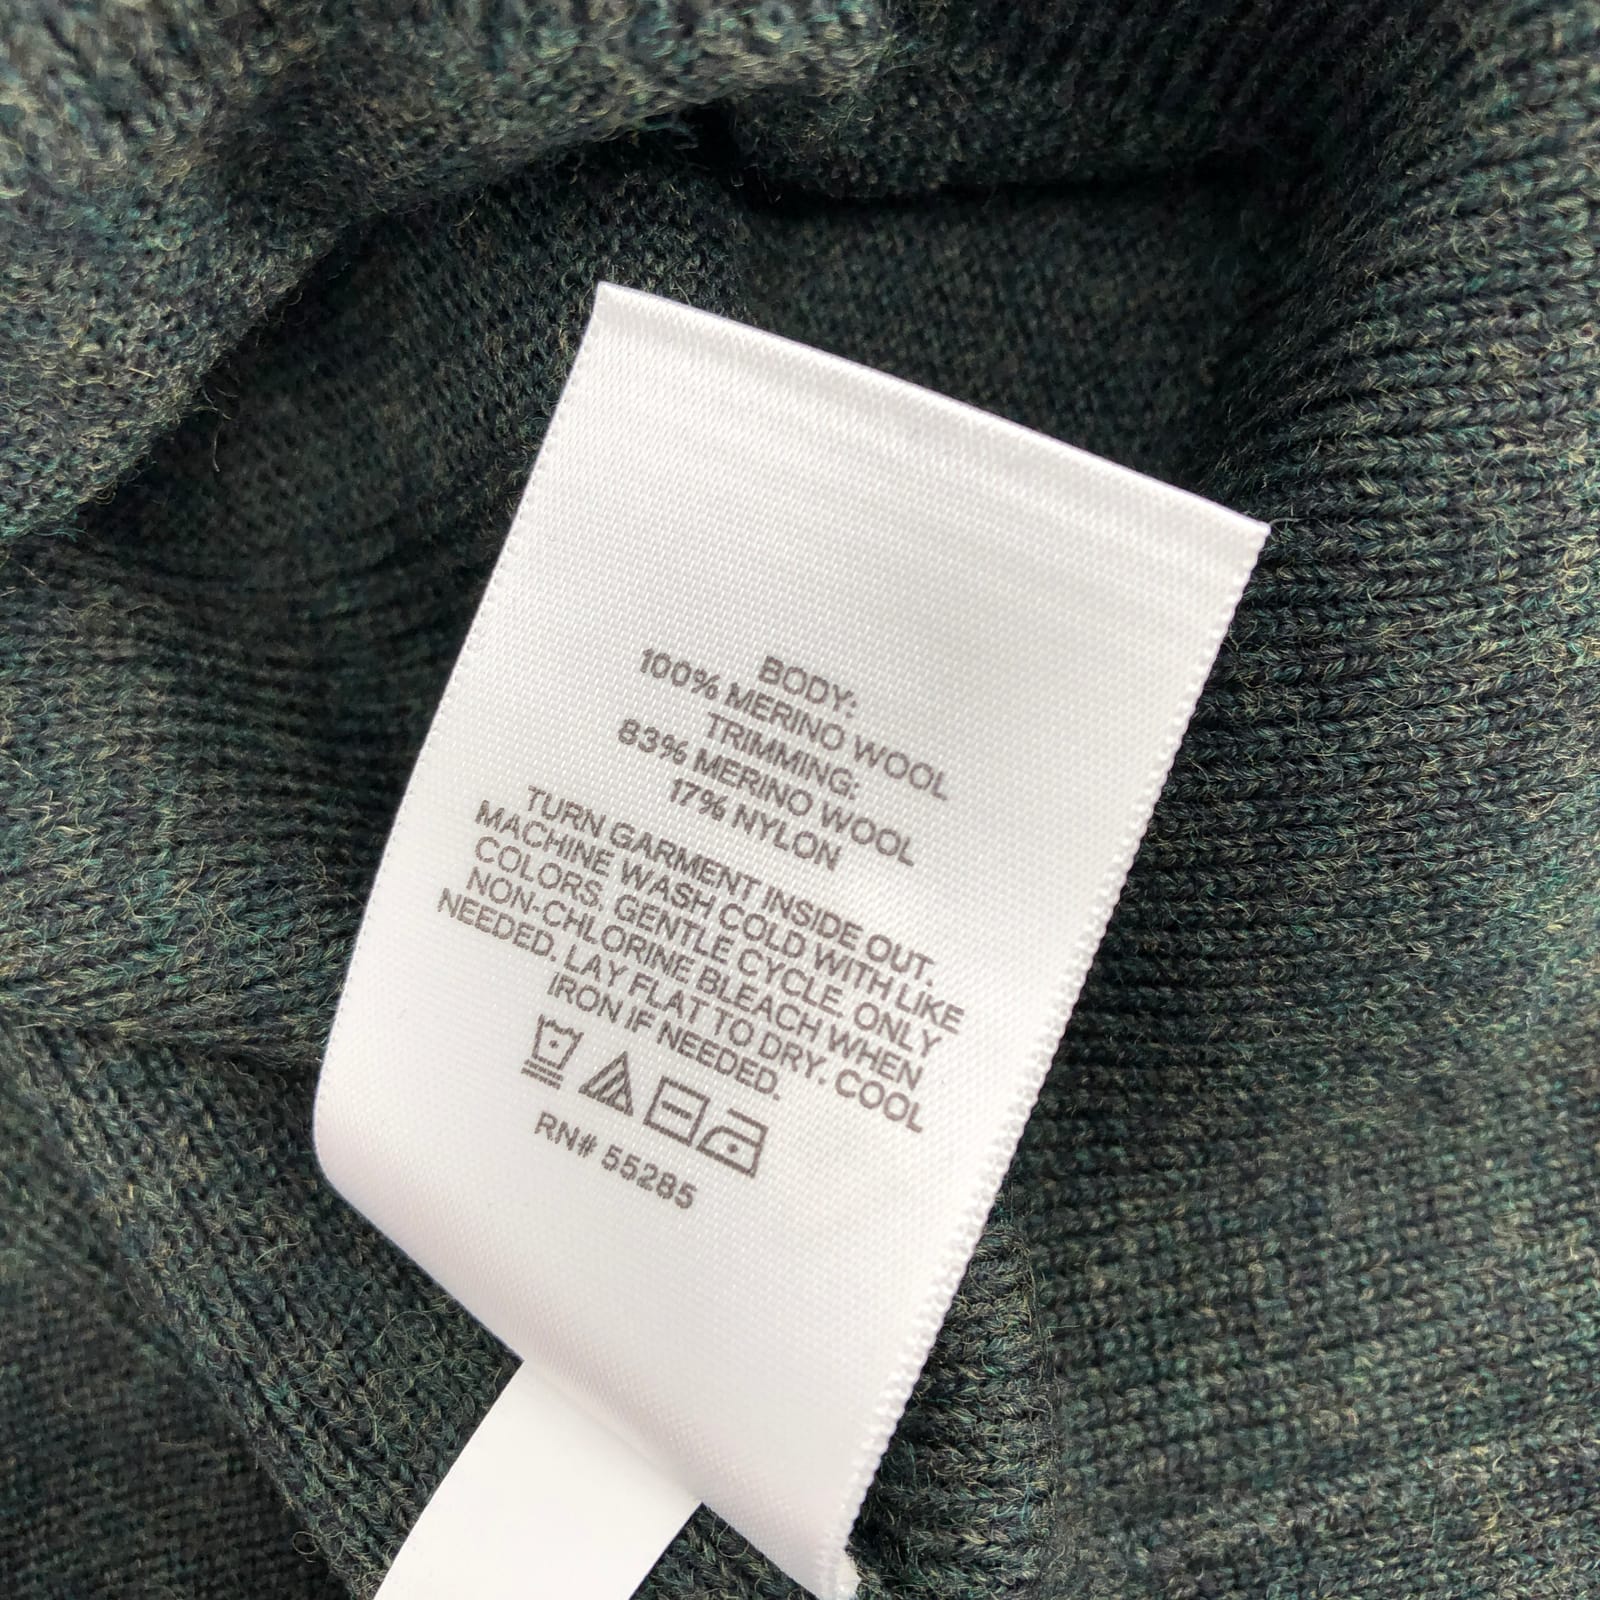 BODY:
100% MERINO WOOL
TRIMMING:
83% MERINO WOOL
17% NYLON
TURN GARMENT INSIDE OUT.
MACHINE WASH COLD WITH LIKE
COLORS. GENTLE CYCLE. ONLY
NON-CHLORINE BLEACH WHEN
NEEDED. LAY FLAT TO DRY. COOL
IRON IF NEEDED.
RN# 55285